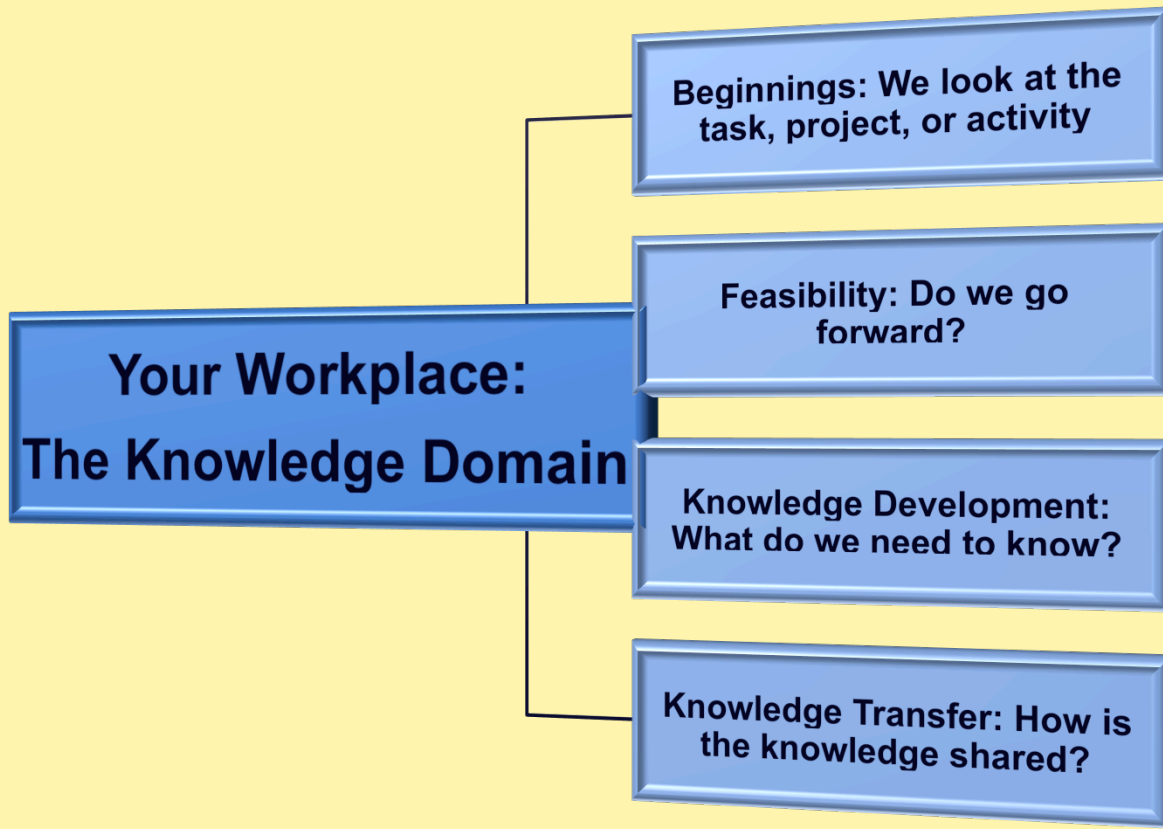 Your Workplace:
The Knowledge Domain
Beginnings: We look at the
task, project, or activity
Feasibility: Do we go
forward?
Knowledge Development:
What do we need to know?
Knowledge Transfer: How is
the knowledge shared?